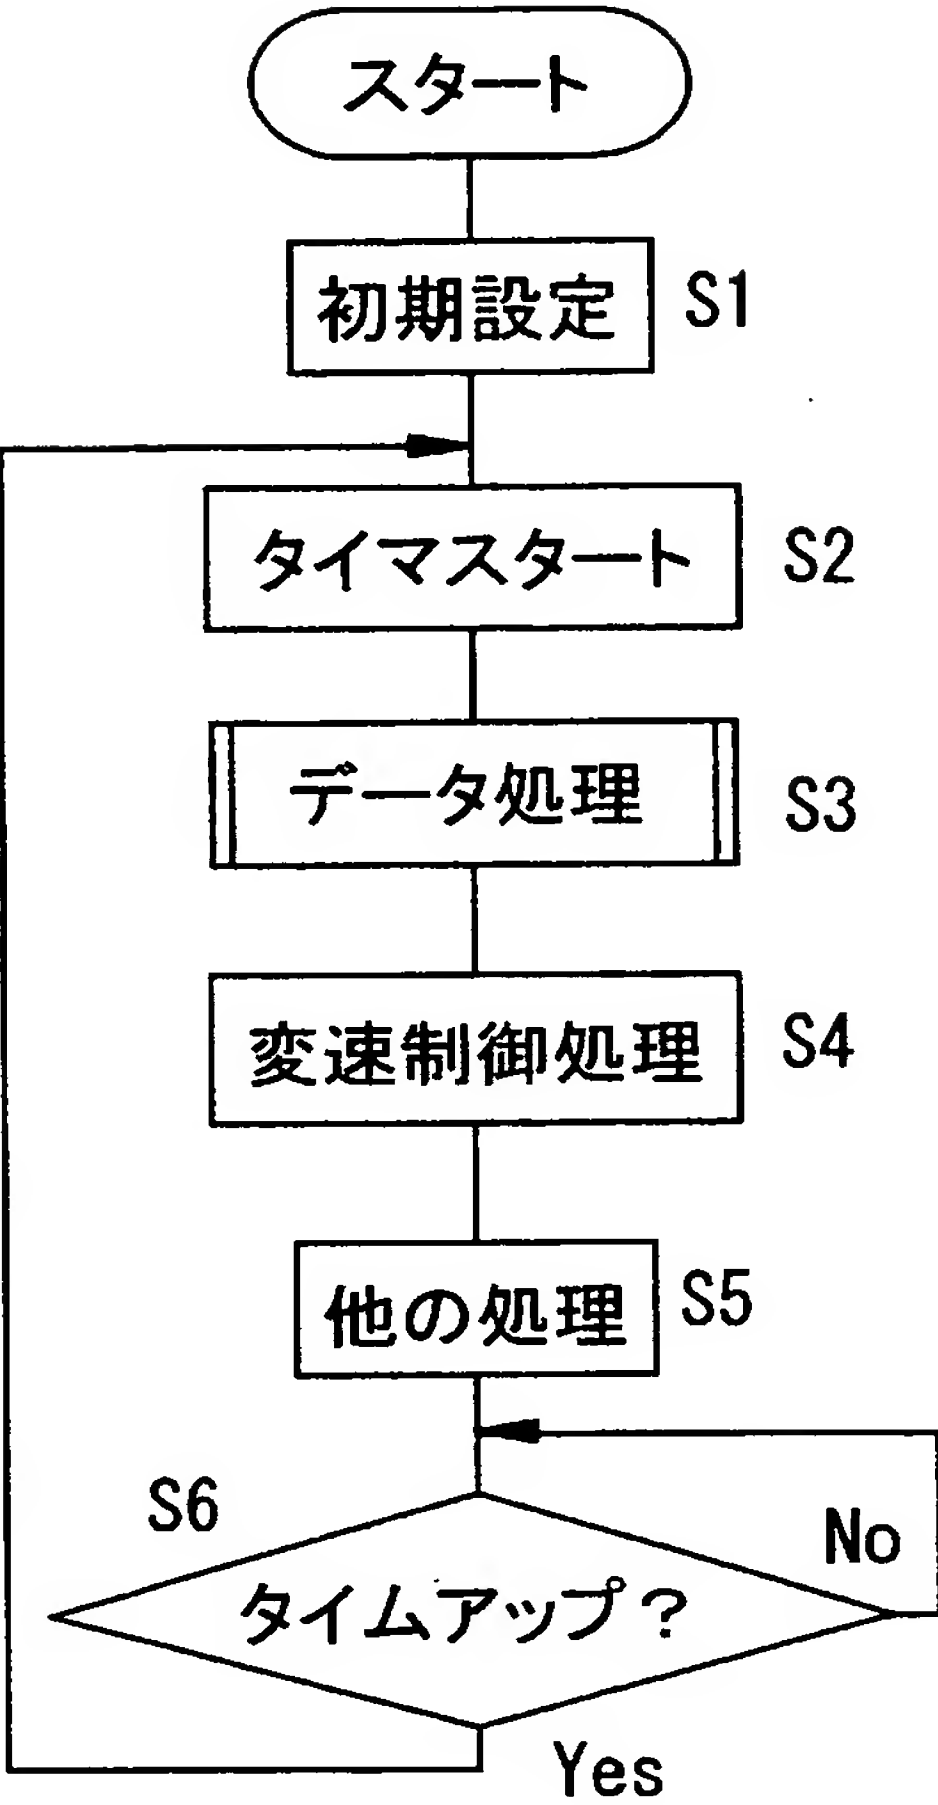 スタート
初期設定 S1
タイマスタート S2
データ処理 S3
変速制御処理 S4
他の処理 S5
S6
No
タイムアップ？
Yes